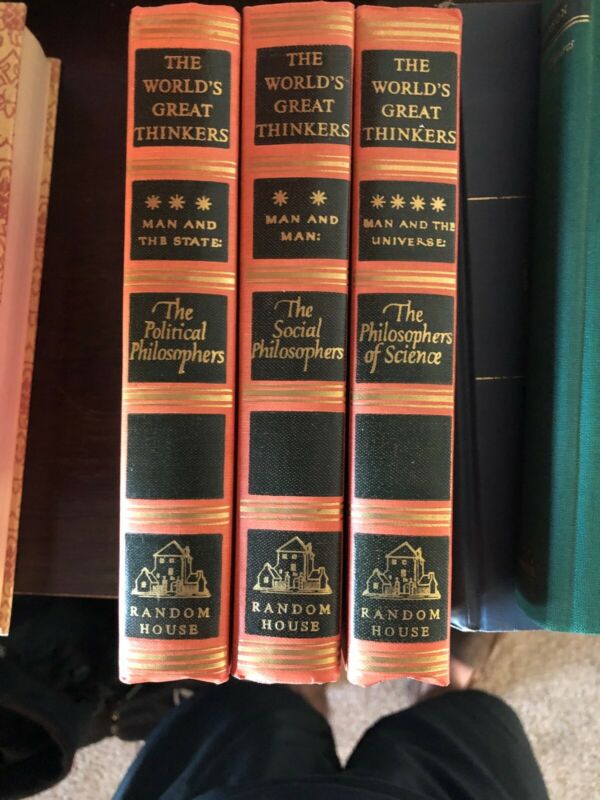 THE
WORLD'S
GREAT
THINKERS
MAN AND
THE STATE:
The
Political
Philosophers
RANDOM
HOUSE
THE
WORLD'S
GREAT
THINKERS
MAN AND
MAN:
The
Social
Philosophers
RANDOM
HOUSE
THE
WORLD'S
GREAT
THINKERS
MAN AND THE
UNIVERSE:
The
Philosophers
of Science
RANDOM
HOUSE